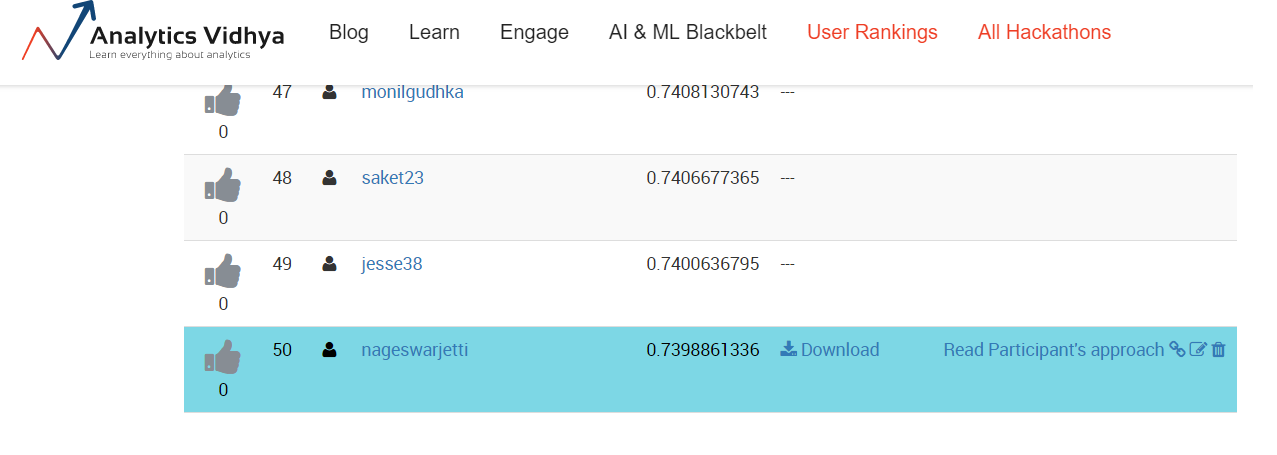 Analytics Vidhya
Learn everything about analytics
Blog Learn Engage AI & ML Blackbelt User Rankings All Hackathons
47 monilgudhka 0.7408130743 ---
0
48 saket23 0.7406677365 ---
0
49 jesse38 0.7400636795 ---
0
50 nageswarjetti 0.7398861336 Download Read Participant's approach
0